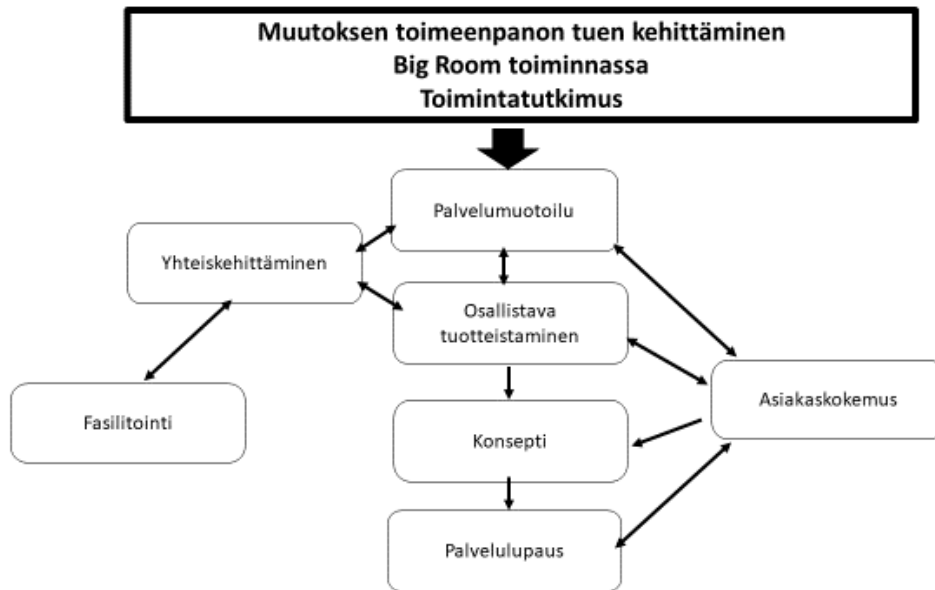 Muutoksen toimeenpanon tuen kehittäminen
Big Room toiminnassa
Toimintatutkimus
Palvelumuotoilu
Yhteiskehittäminen
Osallistava
tuotteistaminen
Asiakaskokemus
Fasilitointi
Konsepti
Palvelulupaus